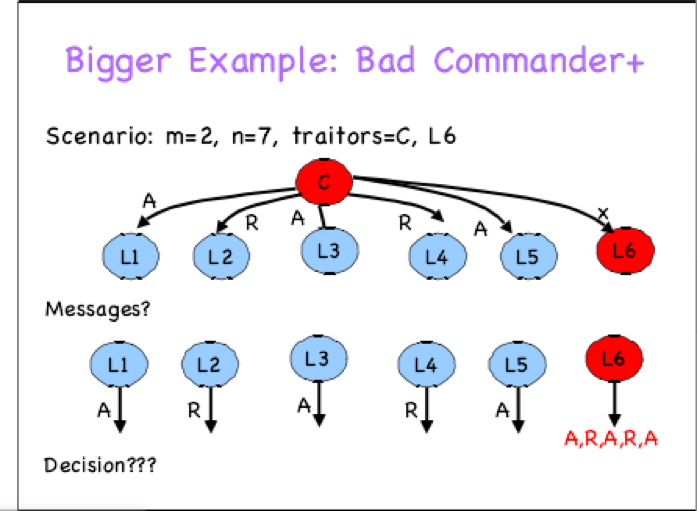 Bigger Example: Bad Commander+
Scenario: m=2, n=7, traitors=C, L6
C
A R A R A x
L1 L2 L3 L4 L5 L6
Messages?
L1 L2 L3 L4 L5 L6
A R A R A
A,R,A,R,A
Decision???